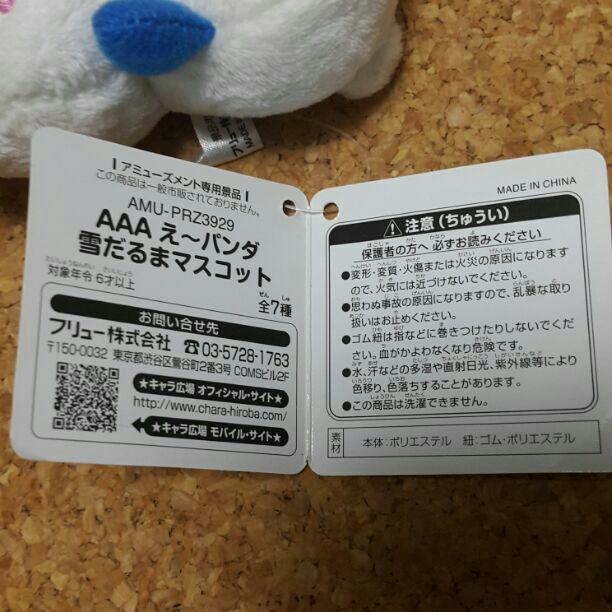 アミューズメント専用景品
この商品は一般市販されておりません。
AMU-PRZ3929
AAA え〜パンダ
雪だるまマスコット
対象年令 6才以上
全7種
お問い合せ先
フリュー株式会社 ☎03-5728-1763
〒150-0032 東京都渋谷区鶯谷町2番3号 COMSビル2F
★キャラ広場 オフィシャル・サイト★
http://www.chara-hiroba.com/
★キャラ広場 モバイル・サイト★
MADE IN CHINA
注意(ちゅうい)
保護者の方へ 必ずお読みください
●変形・変質・火傷または火災の原因になります
ので、火気には近づけないでください。
●思わぬ事故の原因になりますので、乱暴な取り
扱いはお止めください。
●ゴム紐は指などに巻きつけたりしないでくだ
さい。血がかよわなくなり危険です。
●水、汗などの多湿や直射日光、紫外線等により
色移り、色落ちすることがあります。
●この商品は洗濯できません。
素材 本体:ポリエステル 紐:ゴム・ポリエステル